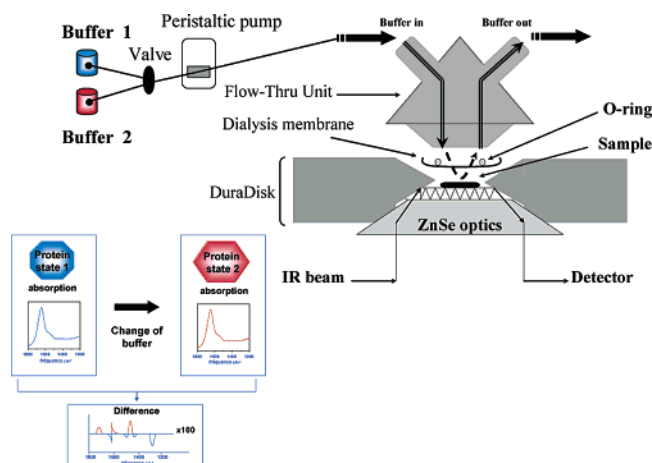 Peristaltic pump
Buffer 1
Valve
Buffer 2
Buffer in
Buffer out
Flow-Thru Unit
Dialysis membrane
O-ring
Sample
DuraDisk
ZnSe optics
IR beam
Detector
Protein
state 1
absorption
Change of
buffer
Protein
state 2
absorption
Difference
x100